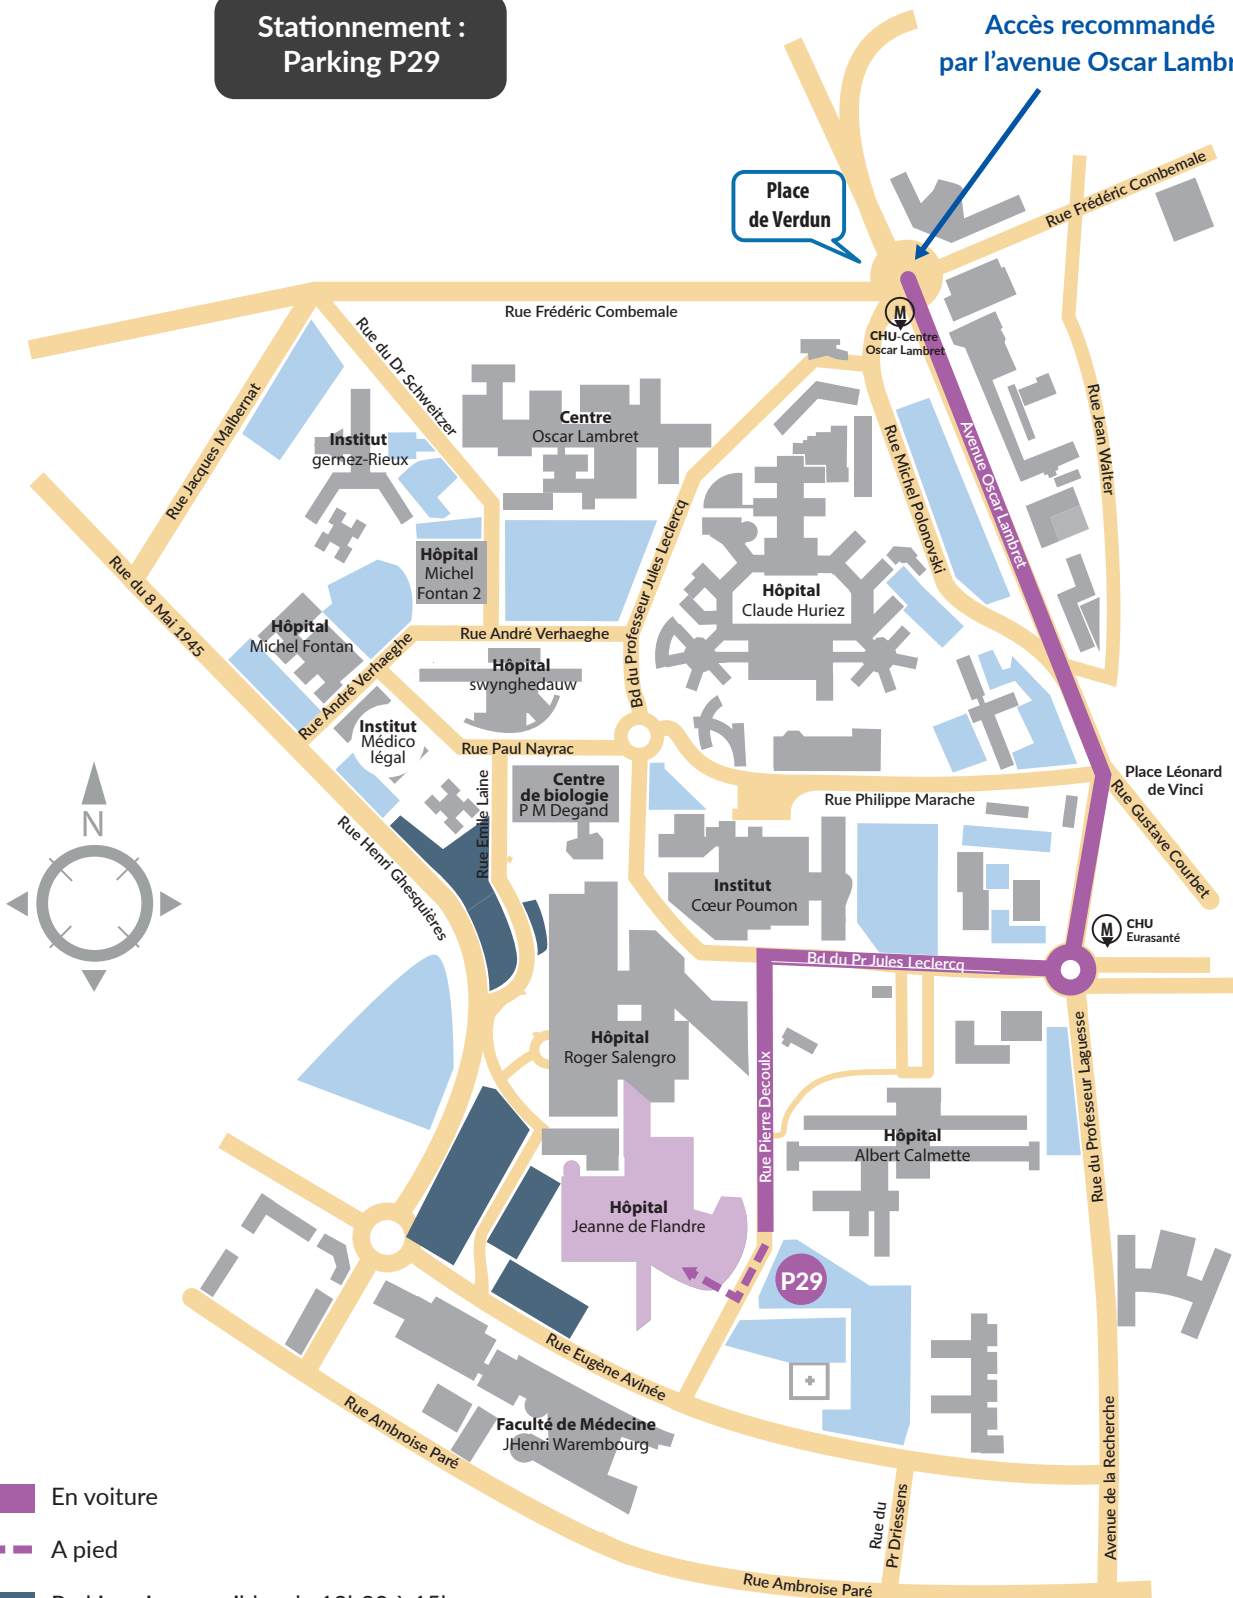 Stationnement :
Parking P29
Accès recommandé
par l’avenue Oscar Lambr
Place
de Verdun
Rue Frédéric Combemale
Rue Frédéric Combemale
M
CHU-Centre
Oscar Lambret
Rue du Dr Schweitzer
Rue Jacques Malbernat
Centre
Oscar Lambret
Institut
gernez-Rieux
Rue Jean Walter
Avenue Oscar Lambret
Rue Michel Polonovski
Bd du Professeur Jules Leclercq
Hôpital
Michel
Fontan 2
Rue du 8 Mai 1945
Hôpital
Claude Huriez
Hôpital
Michel Fontan
Rue André Verhaeghe
Rue André Verhaeghe
Hôpital
swynghedauw
Institut
Médico
légal
Rue Paul Nayrac
Centre
de biologie
P M Degand
Rue Emile Laine
Place Léonard
de Vinci
Rue Philippe Marache
Rue Gustave Courbet
N
Rue Henri Ghesquières
Institut
Cœur Poumon
M
CHU
Eurasanté
Bd du Pr Jules Leclercq
Hôpital
Roger Salengro
Rue Pierre Decoulx
Rue du Professeur Laguesse
Hôpital
Albert Calmette
Hôpital
Jeanne de Flandre
P29
Rue Eugène Avinée
Rue Ambroise Paré
Faculté de Médecine
JHenri Warembourg
Avenue de la Recherche
Rue du
Pr Driessens
Rue Ambroise Paré
En voiture
A pied